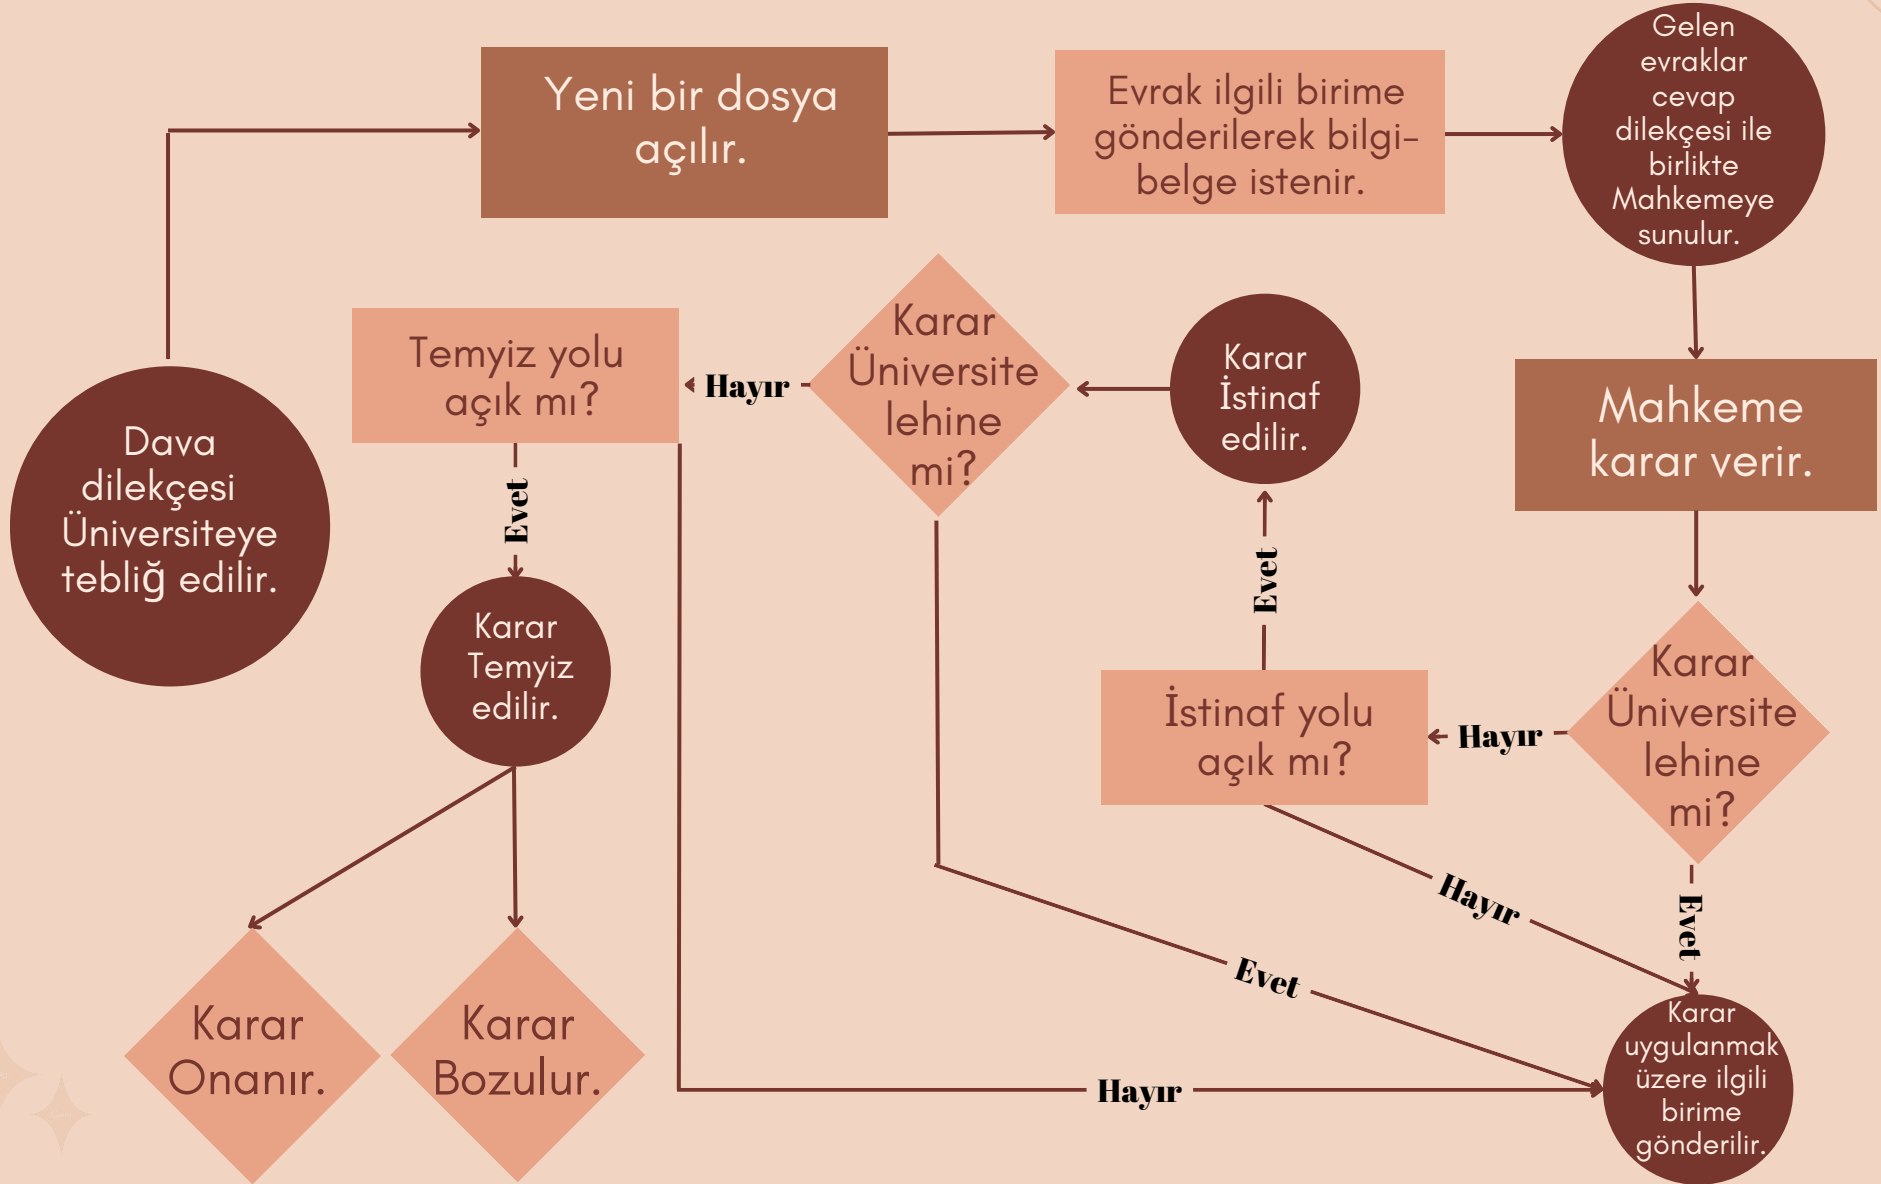 Dava
dilekçesi
Üniversiteye
tebliğ edilir.
Yeni bir dosya
açılır.
Evrak ilgili birime
gönderilerek bilgi-
belge istenir.
Gelen
evraklar
cevap
dilekçesi ile
birlikte
Mahkemeye
sunulur.
Mahkeme
karar verir.
Karar
Üniversite
lehine
mi?
Hayır
Evet
İstinaf yolu
açık mı?
Evet
Hayır
Karar
İstinaf
edilir.
Karar
Üniversite
lehine
mi?
Hayır
Evet
Temyiz yolu
açık mı?
Evet
Hayır
Karar
Temyiz
edilir.
Karar
Onanır.
Karar
Bozulur.
Karar
uygulanmak
üzere ilgili
birime
gönderilir.